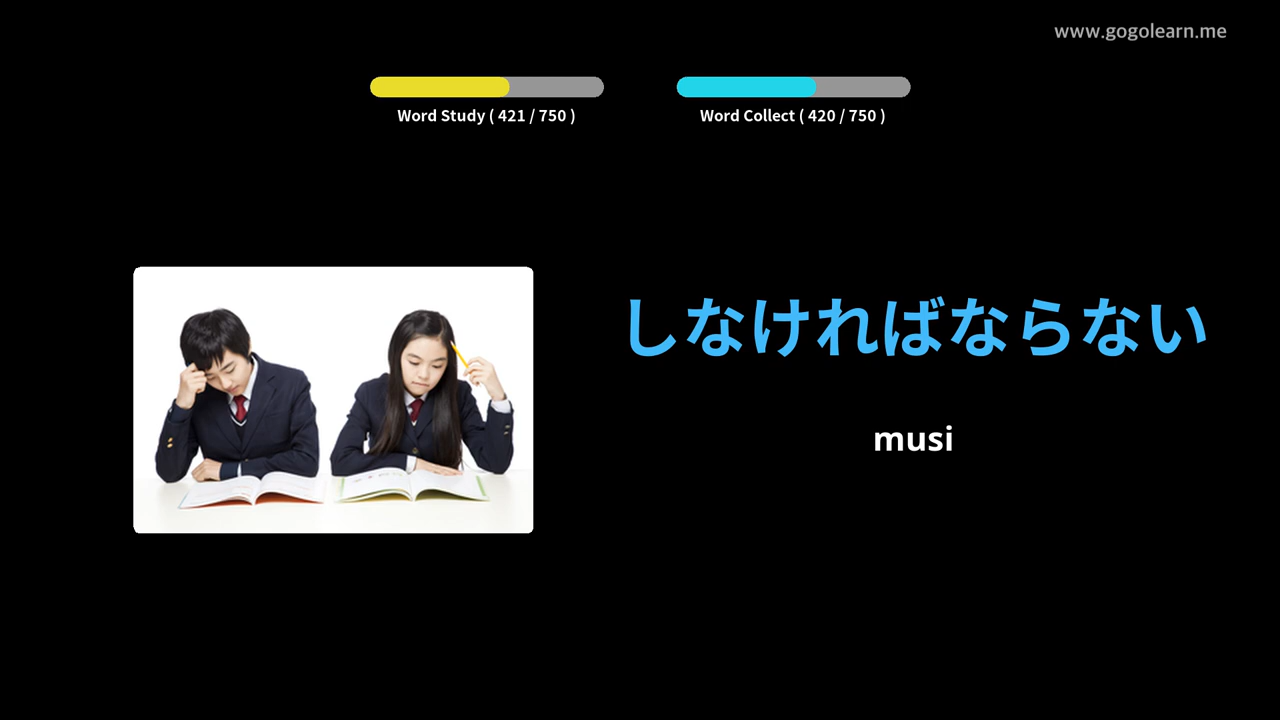 www.gogolearn.me
Word Study ( 421 / 750 )
Word Collect ( 420 / 750 )
しなければならない
musi